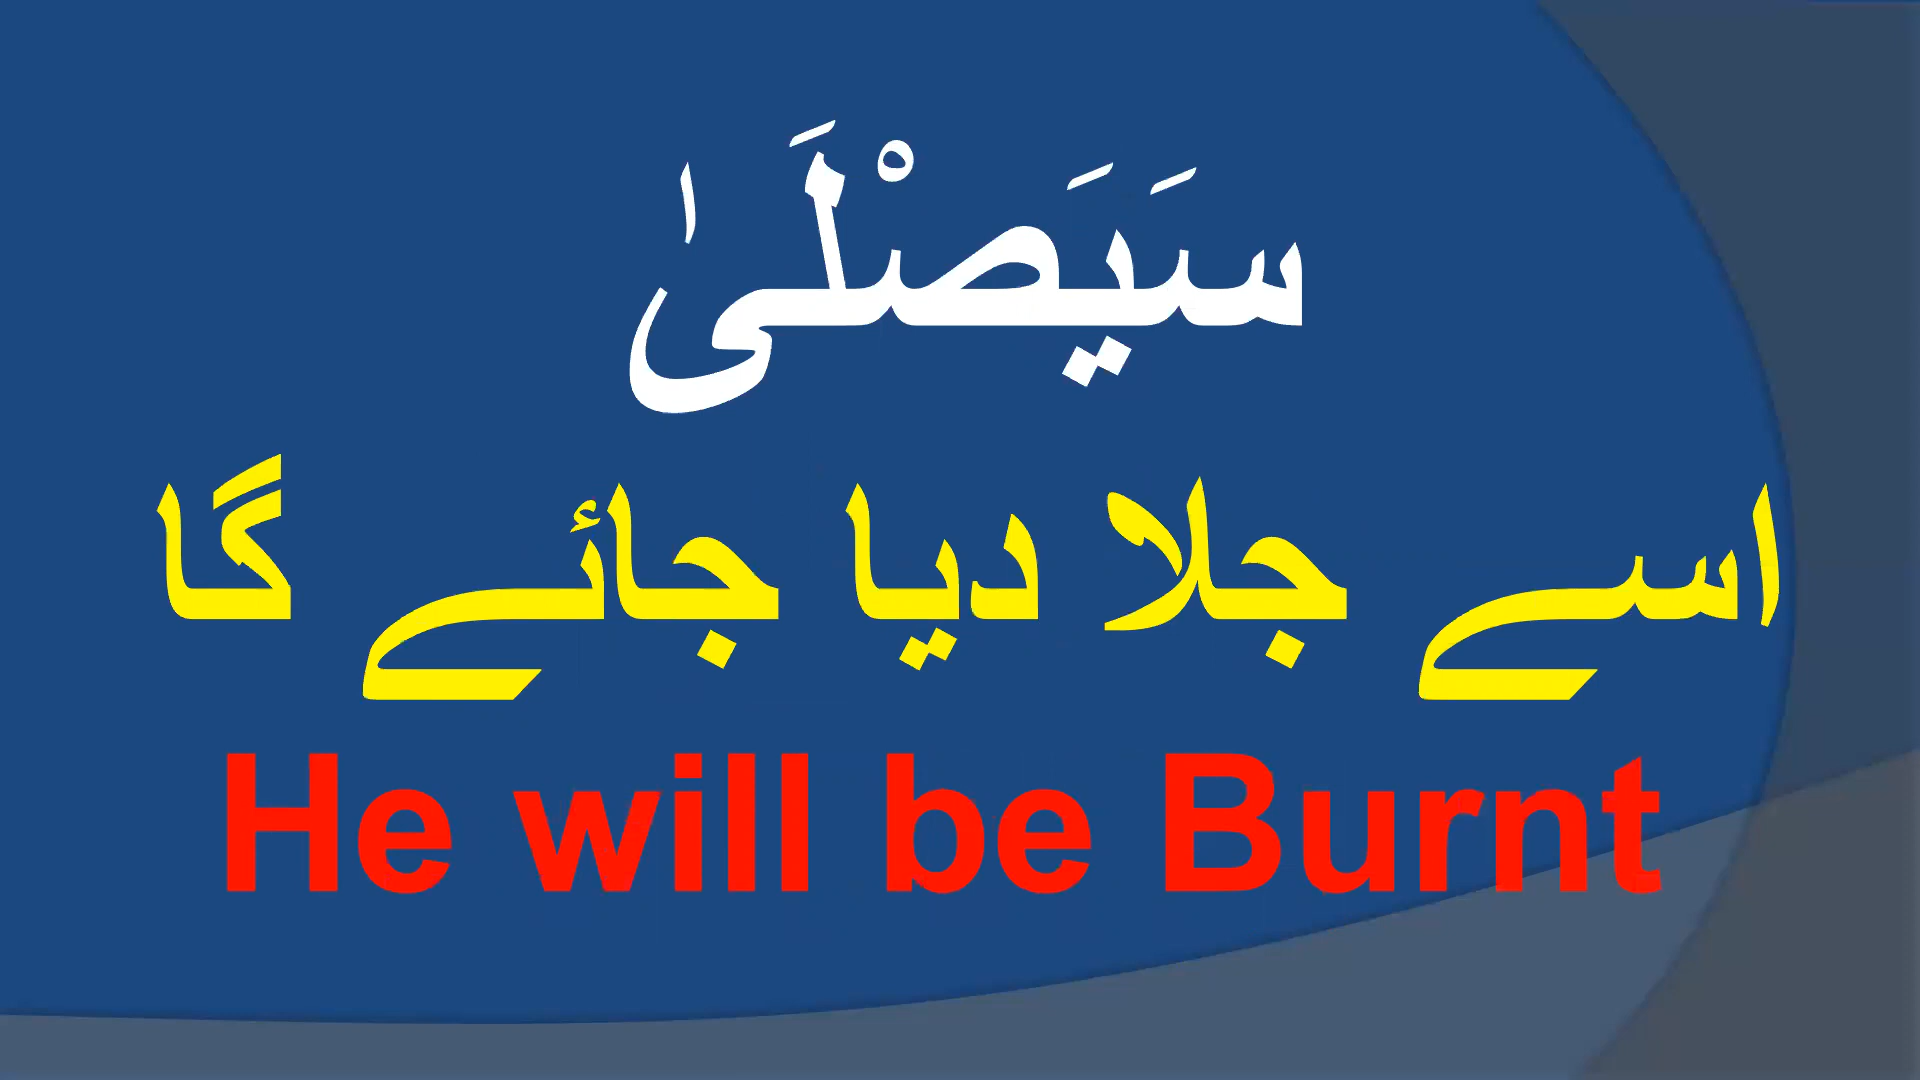 سَيَصْلَىٰ
اسے جلا دیا جائے گا
He will be Burnt